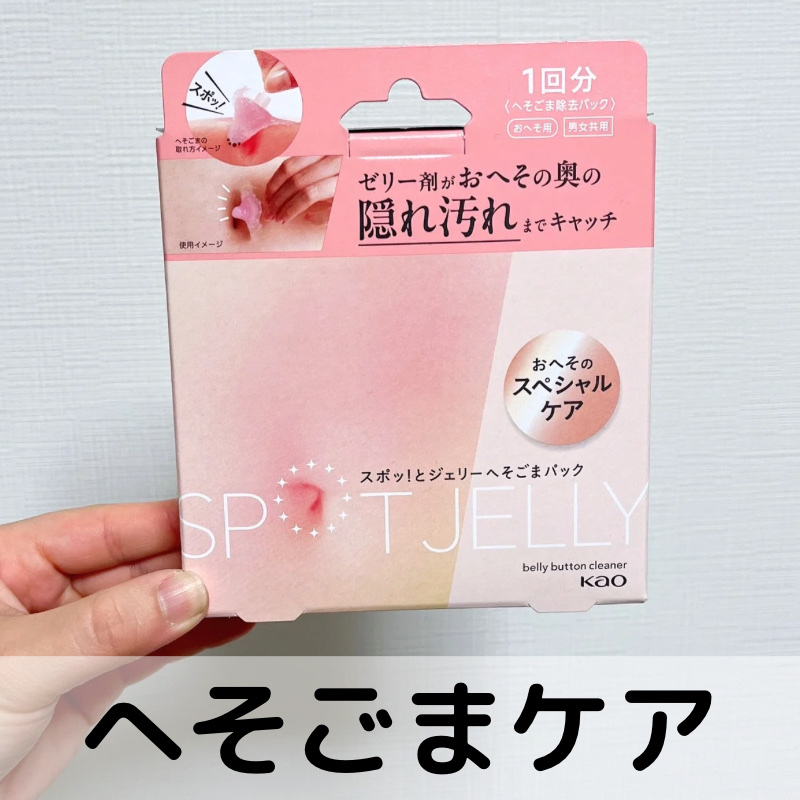 スポッ!
へそごまの
取れ方イメージ
1回分
〈へそごま除去パック〉
おへそ用 男女共用
使用イメージ
ゼリー剤がおへその奥の
隠れ汚れまでキャッチ
おへその
スペシャル
ケア
スポッ!とジェリーへそごまパック
SPOT JELLY
belly button cleaner
Kao
へそごまケア